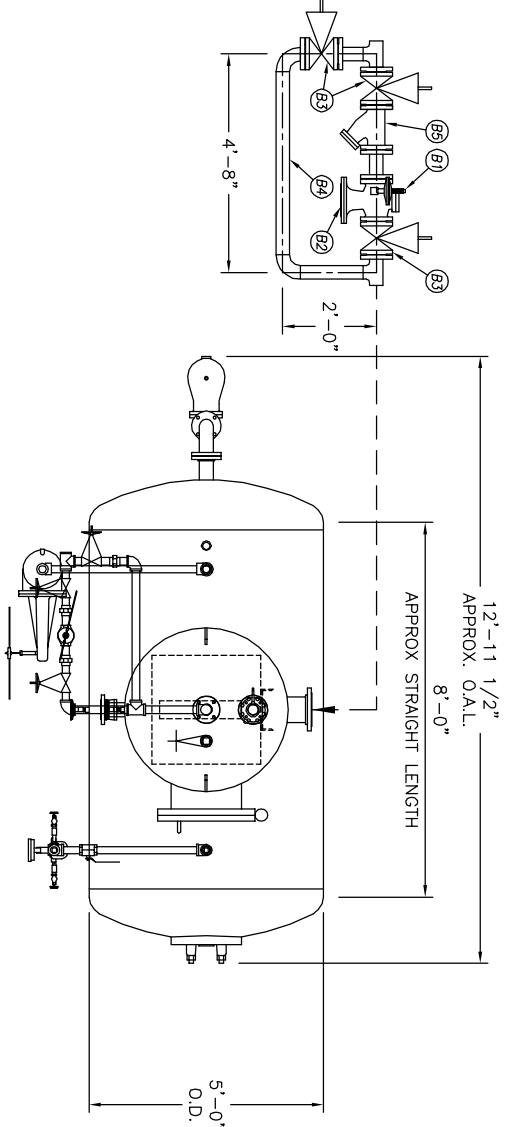 B3
B5
B1
B4
B2
B3
4'-8"
2'-0"
12'-11 1/2"
APPROX. O.A.L.
8'-0"
APPROX STRAIGHT LENGTH
5'-0"
O.D.